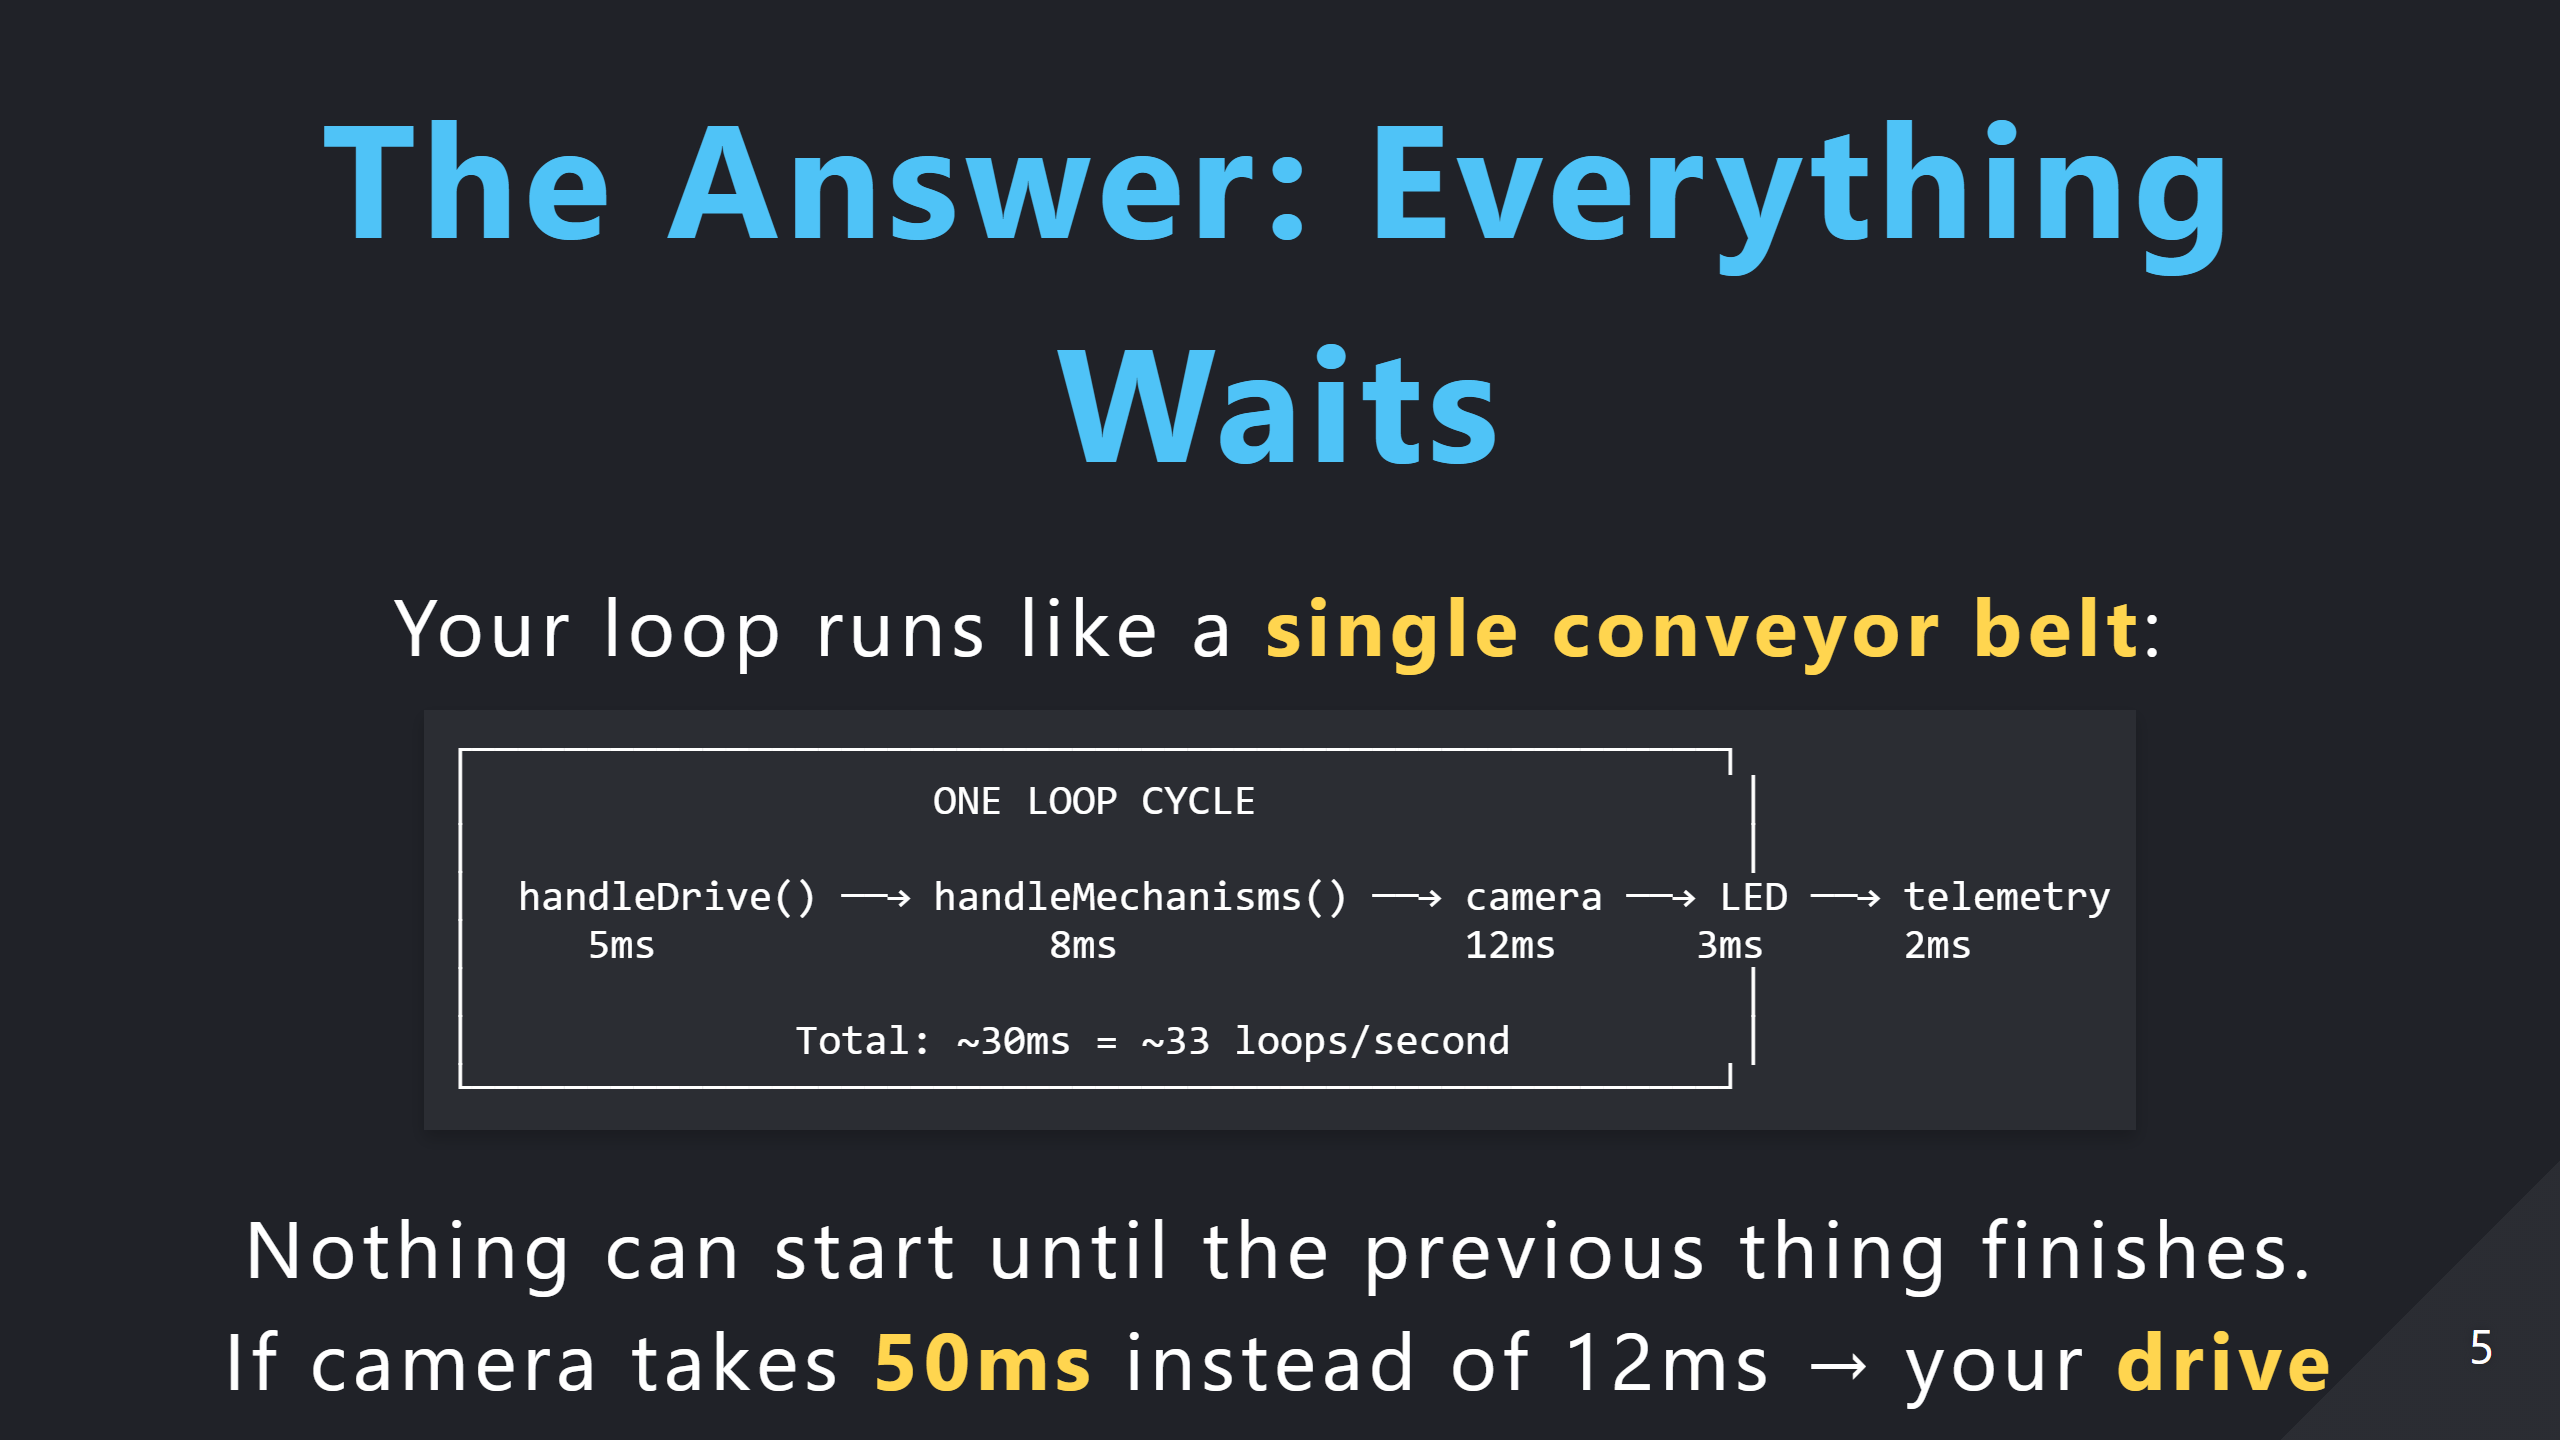 The Answer: Everything
Waits
Your loop runs like a single conveyor belt:
ONE LOOP CYCLE
handleDrive() ──→ handleMechanisms() ──→ camera ──→ LED ──→ telemetry
5ms 8ms 12ms 3ms 2ms
Total: ~30ms = ~33 loops/second
Nothing can start until the previous thing finishes.
If camera takes 50ms instead of 12ms → your drive
5